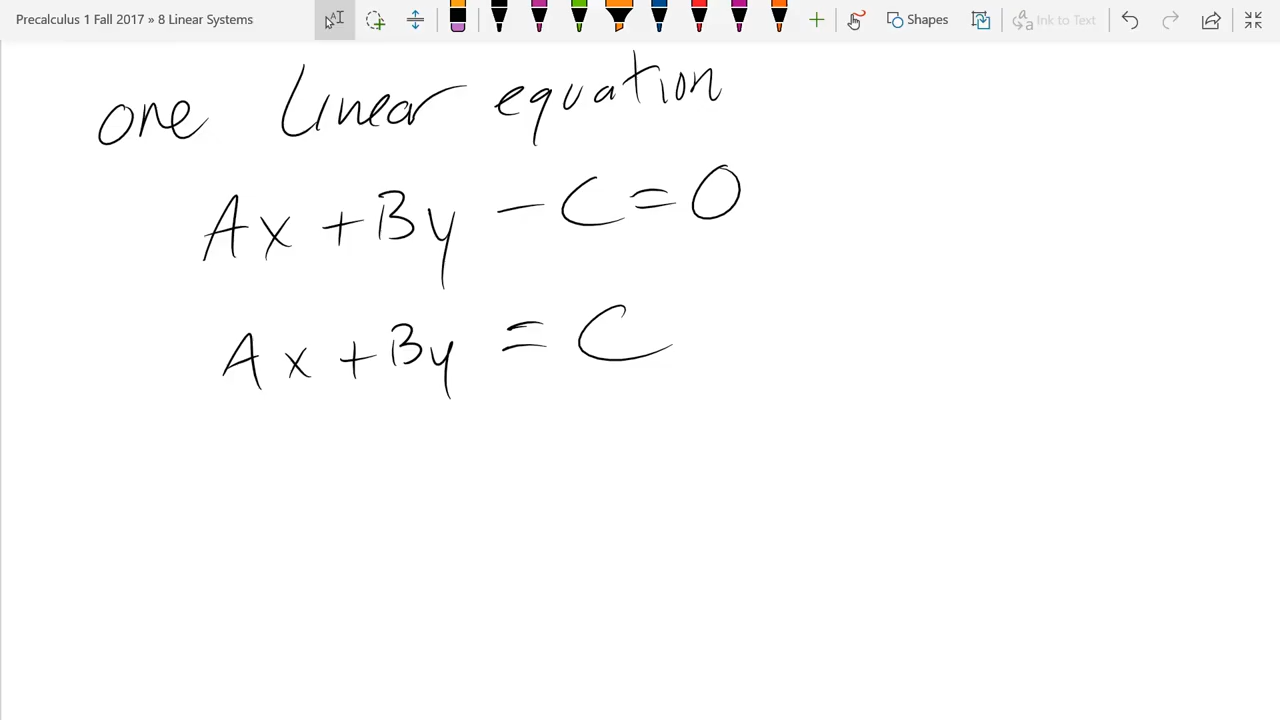 Precalculus 1 Fall 2017 » 8 Linear Systems Shapes Ink to Text
one linear equation
Ax + By - C = 0
Ax + By = C